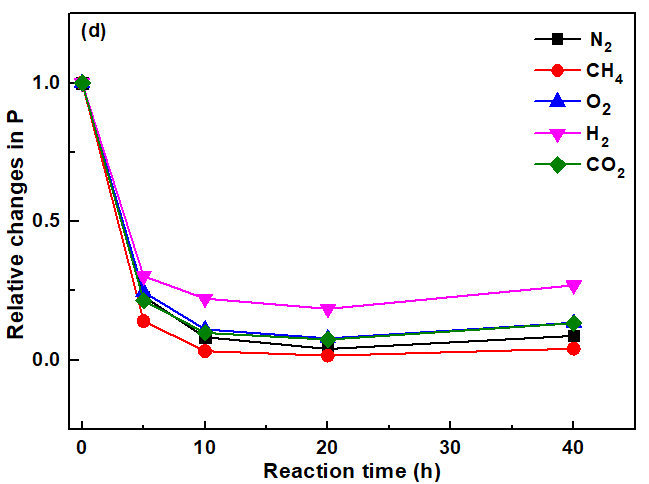 (d)
N2
CH4
O2
H2
CO2
Relative changes in P
1.0
0.5
0.0
0 10 20 30 40
Reaction time (h)